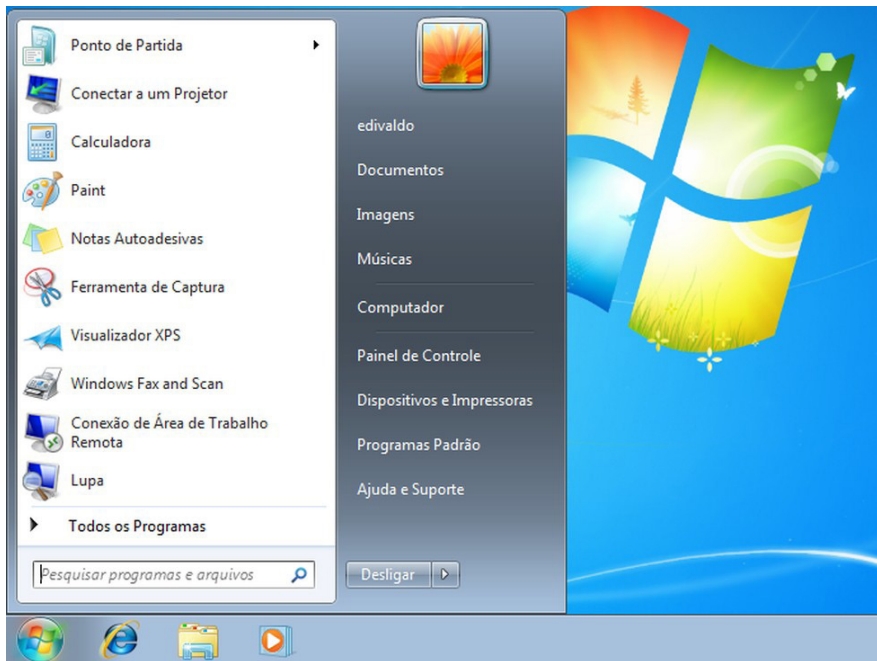 Ponto de Partida
Conectar a um Projetor
Calculadora
Paint
Notas Autoadesivas
Ferramenta de Captura
Visualizador XPS
Windows Fax and Scan
Conexão de Área de Trabalho
Remota
Lupa
Todos os Programas
Pesquisar programas e arquivos
edivaldo
Documentos
Imagens
Músicas
Computador
Painel de Controle
Dispositivos e Impressoras
Programas Padrão
Ajuda e Suporte
Desligar